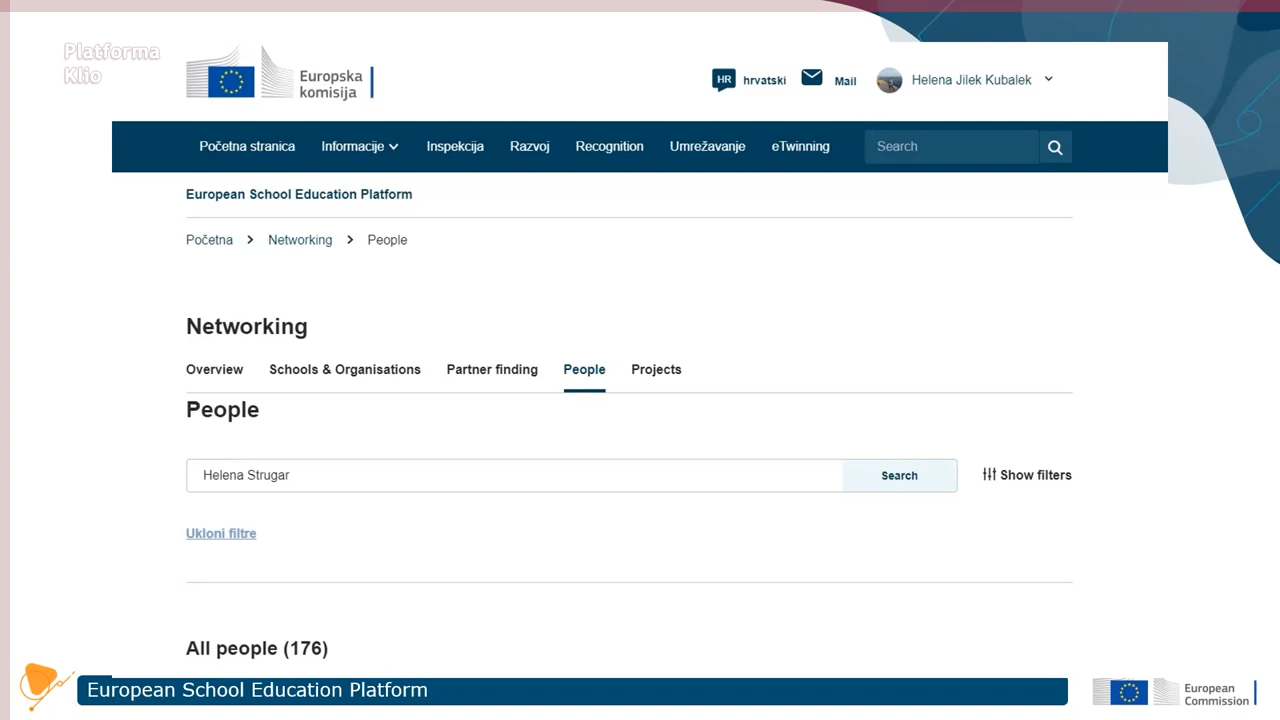 Platforma
Klio
Europska
komisija
HR hrvatski Mail Helena Jilek Kubalek
Početna stranica Informacije Inspekcija Razvoj Recognition Umrežavanje eTwinning Search
European School Education Platform
Početna Networking People
Networking
Overview Schools & Organisations Partner finding People Projects
People
Helena Strugar Search Show filters
Ukloni filtre
All people (176)
European School Education Platform
European
Commission